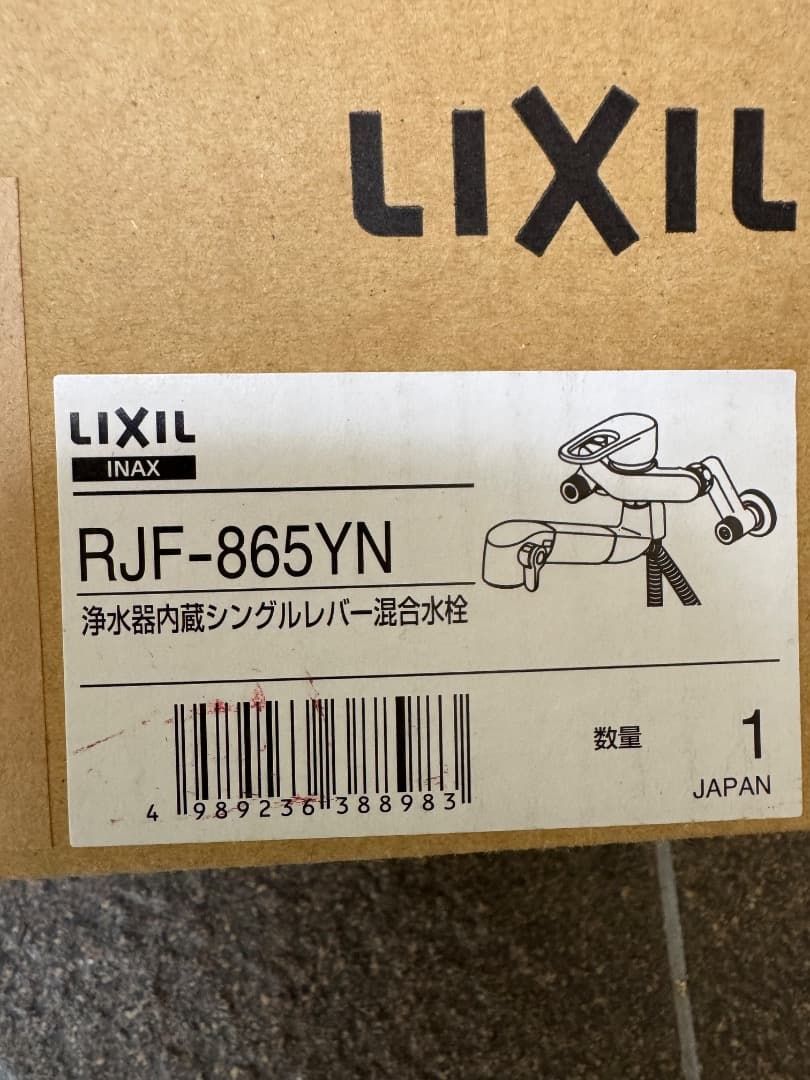 LIXIL
LIXIL
INAX
RJF-865YN
浄水器内蔵シングルレバー混合水栓
数量 1
JAPAN
4 989236 388983